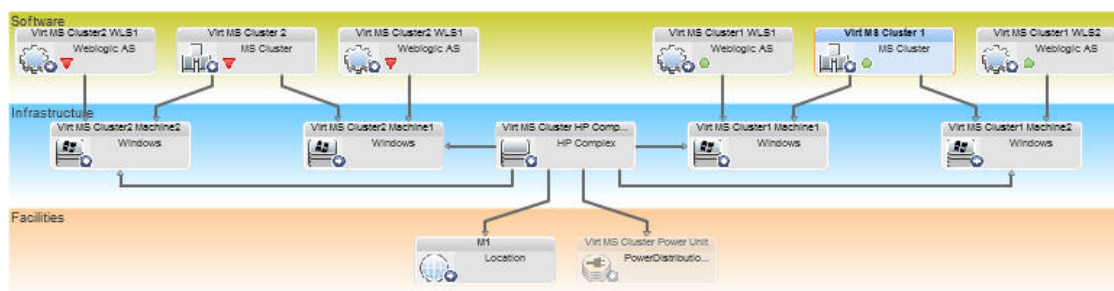 Software
Virt MS Cluster2 WLS1
Weblogic AS
Virt MS Cluster 2
MS Cluster
Virt MS Cluster2 WLS1
Weblogic AS
Virt MS Cluster1 WLS1
Weblogic AS
Virt MS Cluster 1
MS Cluster
Virt MS Cluster1 WLS2
Weblogic AS
Infrastructure
Virt MS Cluster2 Machine2
Windows
Virt MS Cluster2 Machine1
Windows
Virt MS Cluster HP Comp...
HP Complex
Virt MS Cluster1 Machine1
Windows
Virt MS Cluster1 Machine2
Windows
Facilities
M1
Location
Virt MS Cluster Power Unit
PowerDistributio...